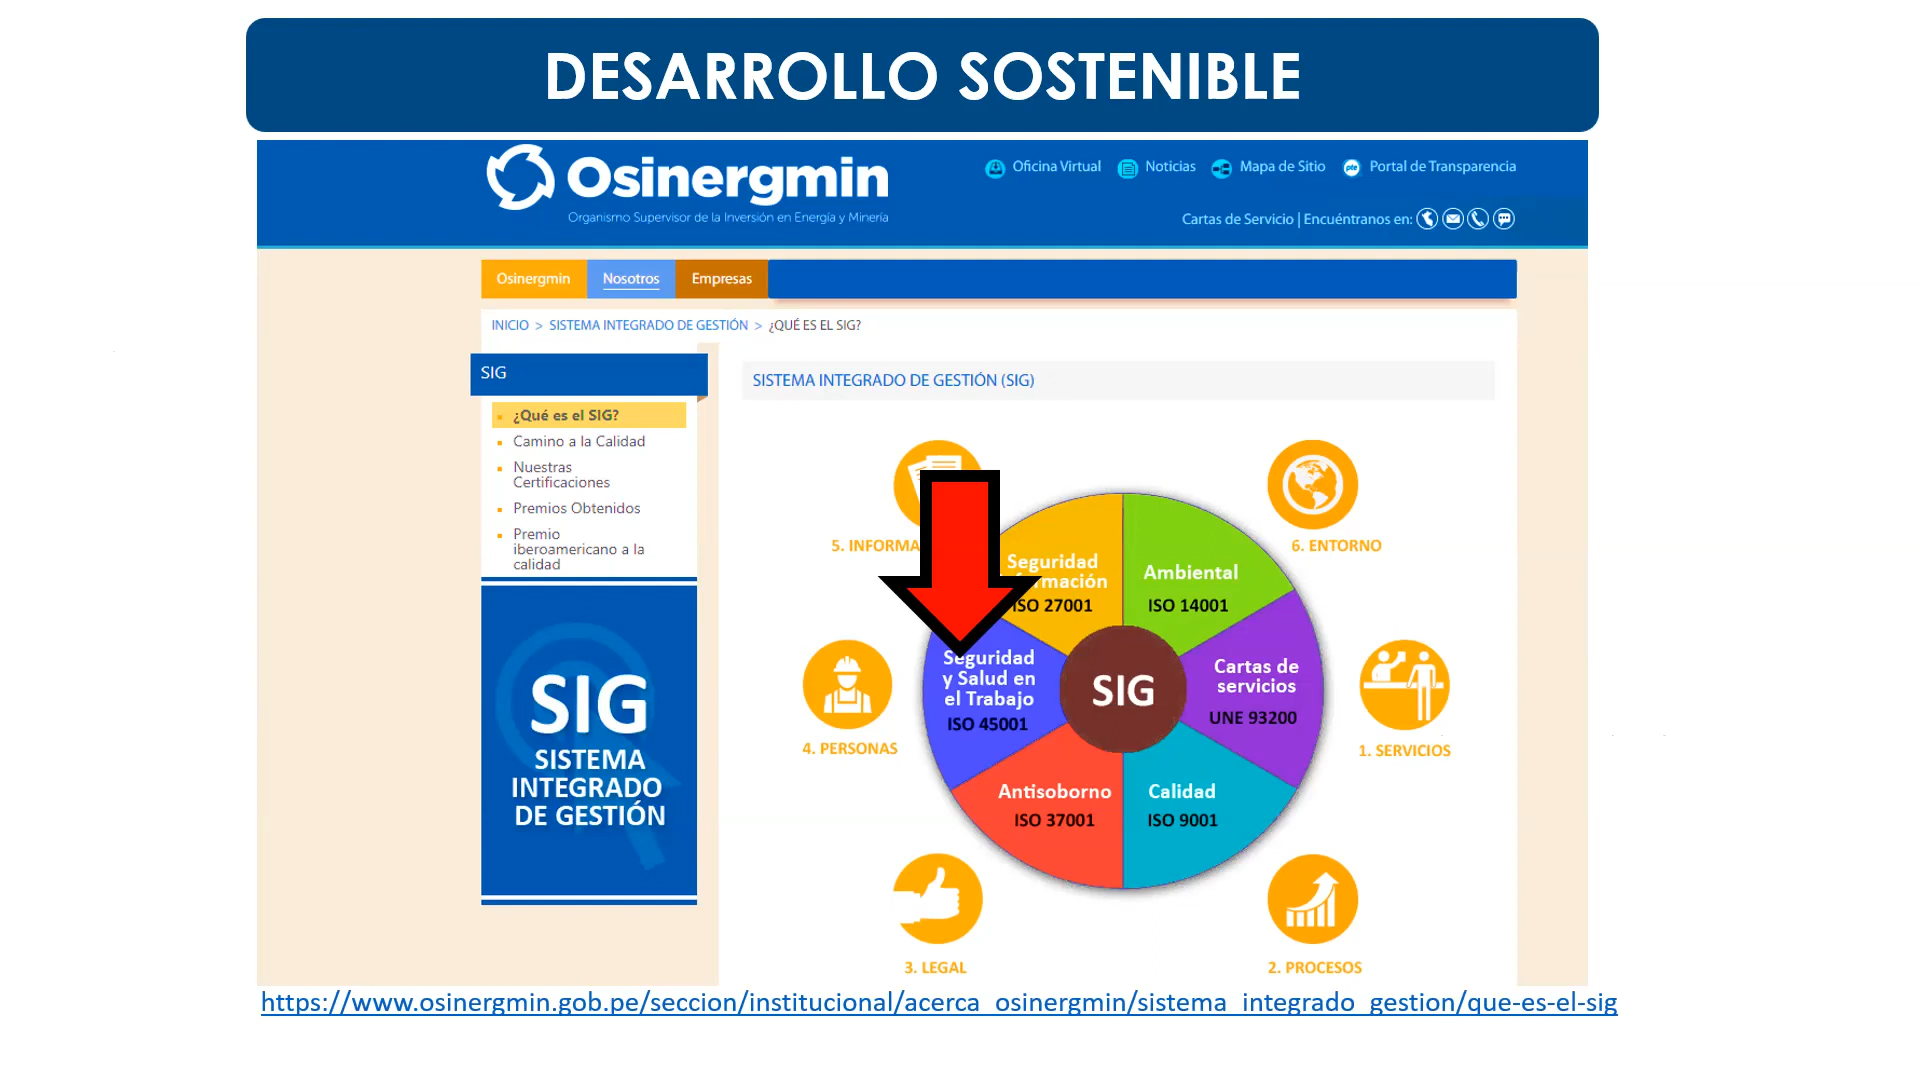 DESARROLLO SOSTENIBLE
Osinergmin
Organismo Supervisor de la Inversión en Energía y Minería
Oficina Virtual
Noticias
Mapa de Sitio
pte
Portal de Transparencia
Cartas de Servicio | Encuéntranos en:
Osinergmin
Nosotros
Empresas
INICIO > SISTEMA INTEGRADO DE GESTIÓN > ¿QUÉ ES EL SIG?
SIG
¿Qué es el SIG?
Camino a la Calidad
Nuestras
Certificaciones
Premios Obtenidos
Premio
iberoamericano a la
calidad
SIG
SISTEMA
INTEGRADO
DE GESTIÓN
SISTEMA INTEGRADO DE GESTIÓN (SIG)
5. INFORMA
6. ENTORNO
Seguridad
rmación
ISO 27001
Ambiental
ISO 14001
Seguridad
y Salud en
el Trabajo
ISO 45001
SIG
Cartas de
servicios
UNE 93200
4. PERSONAS
1. SERVICIOS
Antisoborno
ISO 37001
Calidad
ISO 9001
3. LEGAL
2. PROCESOS
https://www.osinergmin.gob.pe/seccion/institucional/acerca_osinergmin/sistema_integrado_gestion/que-es-el-sig